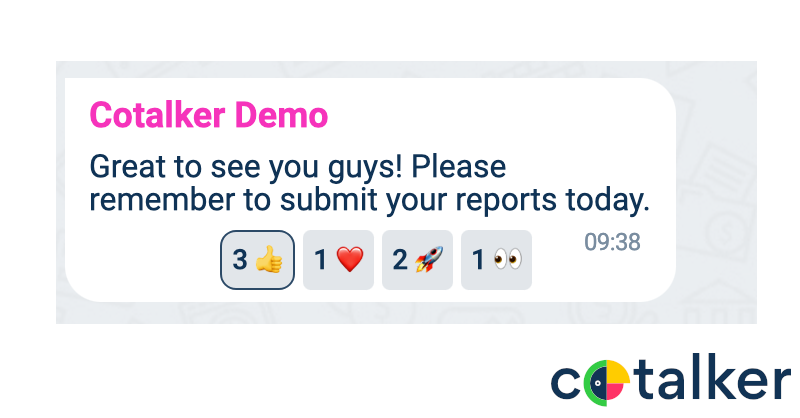 Cotalker Demo
Great to see you guys! Please
remember to submit your reports today.
3 👍 1 ❤️ 2 🚀 1 👀 09:38
cotalker